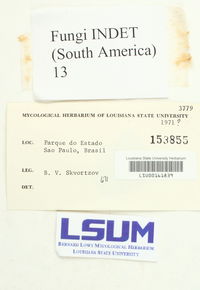 Fungi INDET
(South America)
13
3779
MYCOLOGICAL HERBARIUM OF LOUISIANA STATE UNIVERSITY
1971?
153855
LOC. Parque do Estado
Sao Paulo, Brasil
Louisiana State University Herbarium
LEG. B. V. Skvortzov
DET.
LSUM
BERNARD LOWY MYCOLOGICAL HERBARIUM
LOUISIANA STATE UNIVERSITY